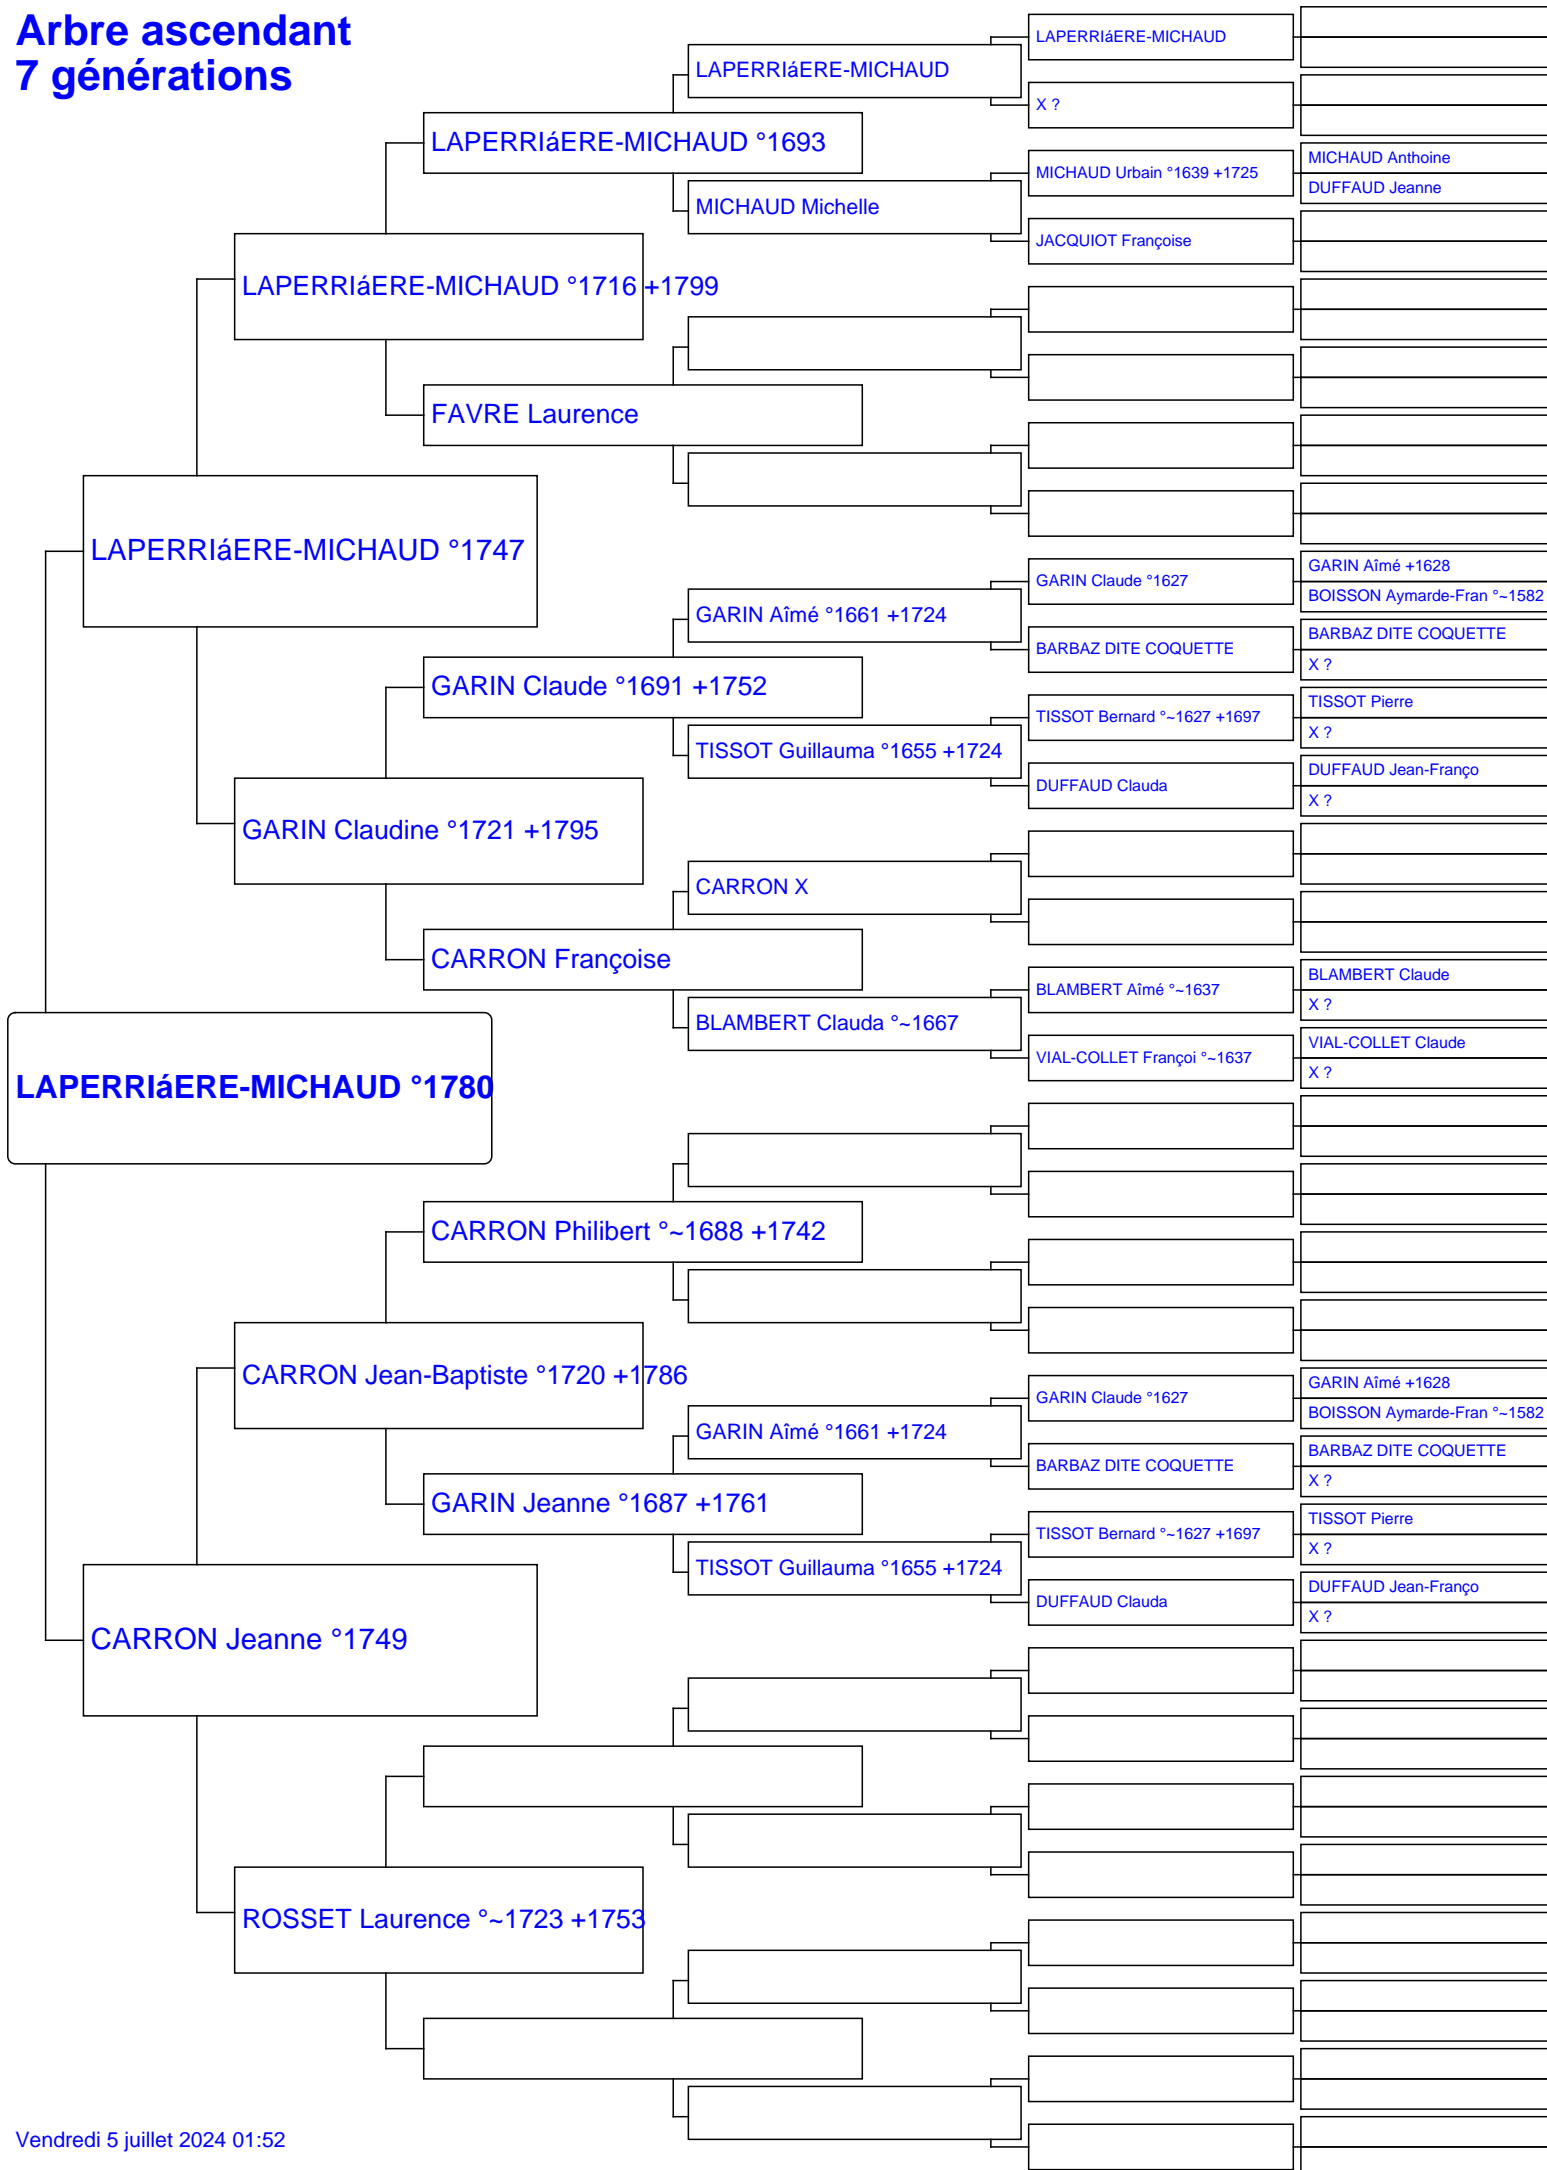 Arbre ascendant
7 générations
LAPERRIáERE-MICHAUD °1780
LAPERRIáERE-MICHAUD °1747
CARRON Jeanne °1749
LAPERRIáERE-MICHAUD °1716 +1799
GARIN Claudine °1721 +1795
CARRON Jean-Baptiste °1720 +1786
ROSSET Laurence °~1723 +1753
LAPERRIáERE-MICHAUD °1693
FAVRE Laurence
GARIN Claude °1691 +1752
CARRON Françoise
CARRON Philibert °~1688 +1742
GARIN Jeanne °1687 +1761
LAPERRIáERE-MICHAUD
MICHAUD Michelle
GARIN Aîmé °1661 +1724
TISSOT Guillauma °1655 +1724
CARRON X
BLAMBERT Clauda °~1667
GARIN Aîmé °1661 +1724
TISSOT Guillauma °1655 +1724
LAPERRIáERE-MICHAUD
X ?
MICHAUD Urbain °1639 +1725
JACQUIOT Françoise
GARIN Claude °1627
BARBAZ DITE COQUETTE
TISSOT Bernard °~1627 +1697
DUFFAUD Clauda
BLAMBERT Aîmé °~1637
VIAL-COLLET Françoi °~1637
GARIN Claude °1627
BARBAZ DITE COQUETTE
TISSOT Bernard °~1627 +1697
DUFFAUD Clauda
MICHAUD Anthoine
DUFFAUD Jeanne
GARIN Aîmé +1628
BOISSON Aymarde-Fran °~1582
BARBAZ DITE COQUETTE
X ?
TISSOT Pierre
X ?
DUFFAUD Jean-Franço
X ?
BLAMBERT Claude
X ?
VIAL-COLLET Claude
X ?
GARIN Aîmé +1628
BOISSON Aymarde-Fran °~1582
BARBAZ DITE COQUETTE
X ?
TISSOT Pierre
X ?
DUFFAUD Jean-Franço
X ?
Vendredi 5 juillet 2024 01:52